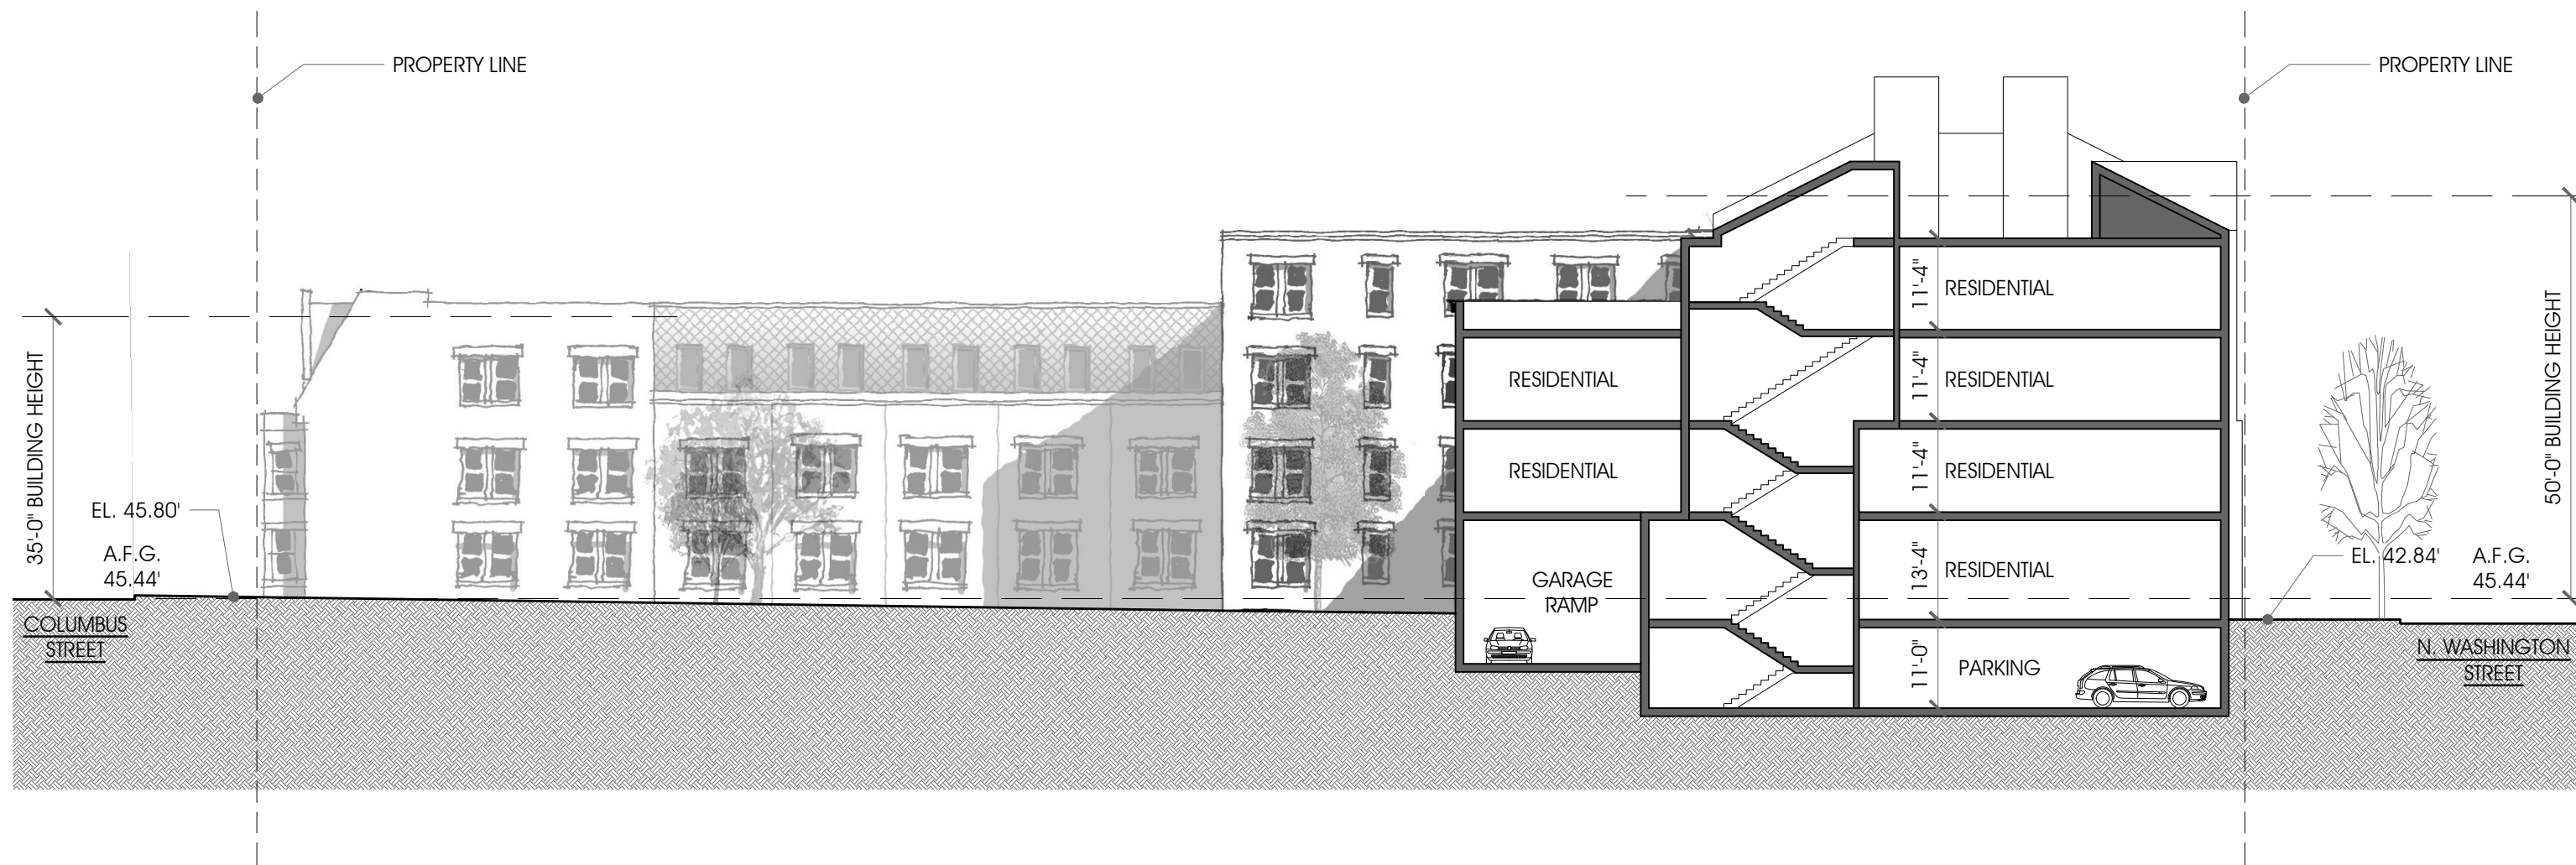 PROPERTY LINE
PROPERTY LINE
35'-0" BUILDING HEIGHT
EL. 45.80'
A.F.G.
45.44'
COLUMBUS
STREET
RESIDENTIAL
RESIDENTIAL
GARAGE
RAMP
11'-4"
RESIDENTIAL
11'-4"
RESIDENTIAL
11'-4"
RESIDENTIAL
13'-4"
RESIDENTIAL
11'-0"
PARKING
50'-0" BUILDING HEIGHT
EL. 42.84'
A.F.G.
45.44'
N. WASHINGTON
STREET